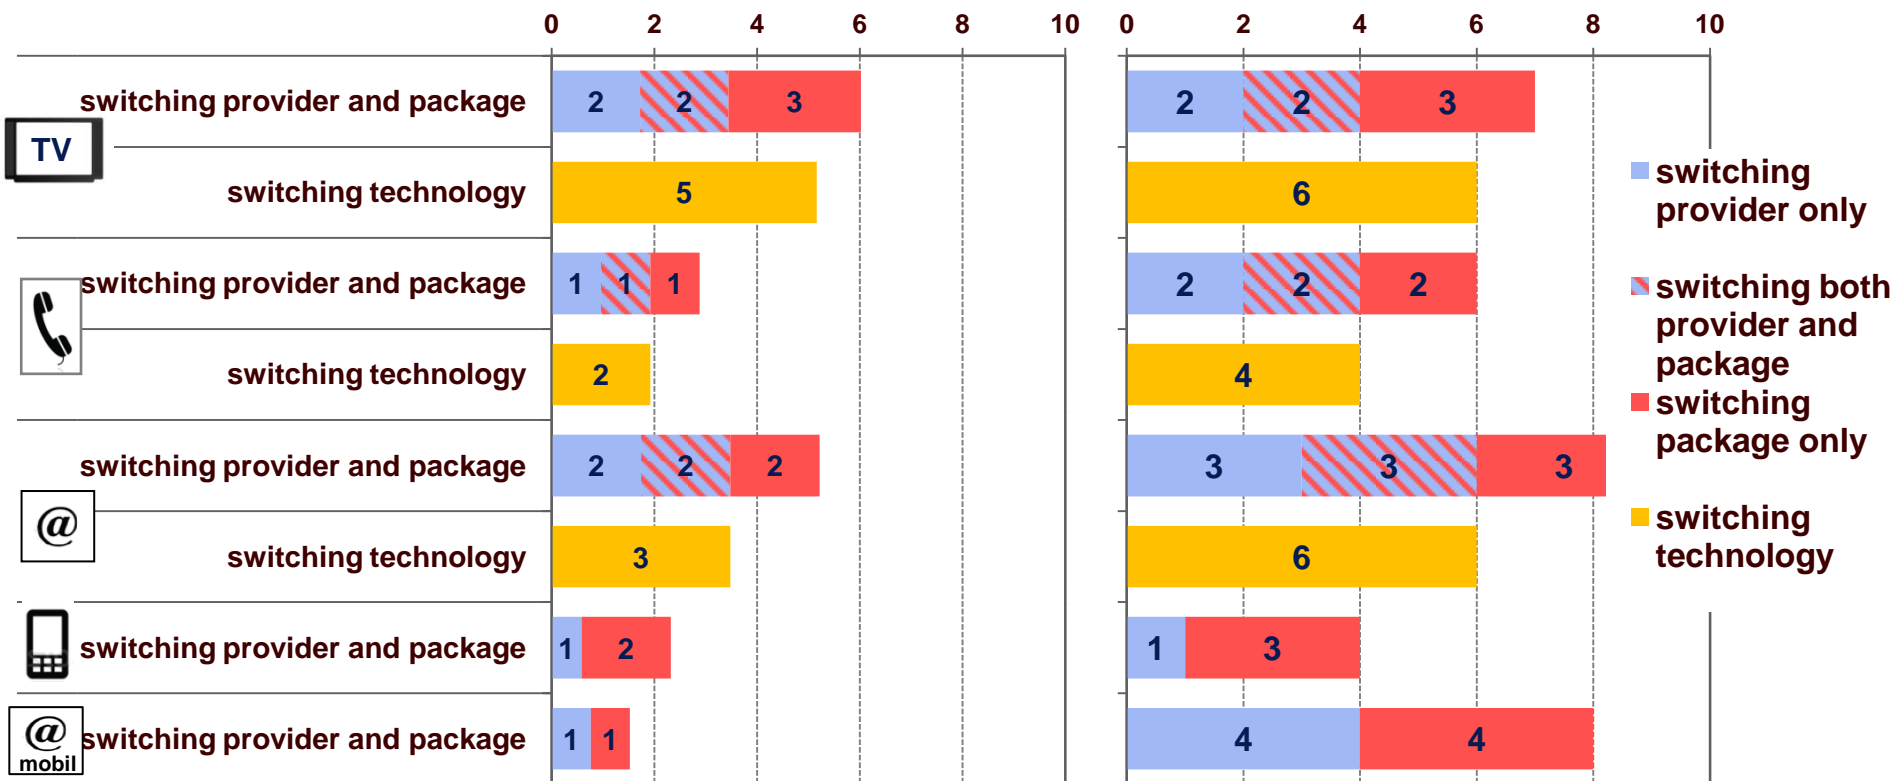 0 2 4 6 8 10 0 2 4 6 8 10
switching provider and package 2 2 3 2 2 3
TV
switching technology 5 6
switching provider and package 1 1 1 2 2 2
switching technology 2 4
switching provider and package 2 2 2 3 3 3
@
switching technology 3 6
switching provider and package 1 2 1 3
@
mobil
switching provider and package 1 1 4 4
switching
provider only
switching both
provider and
package
switching
package only
switching
technology